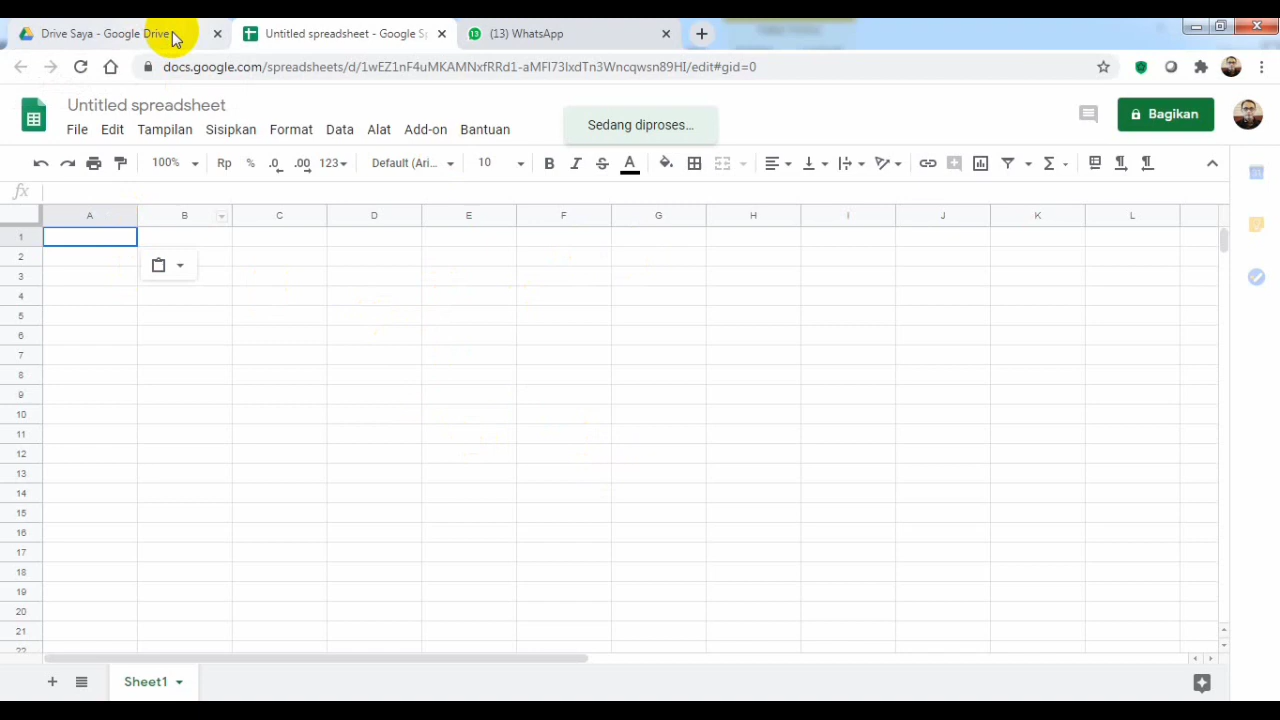 Drive Saya - Google Drive
Untitled spreadsheet - Google Sp
(13) WhatsApp
docs.google.com/spreadsheets/d/1wEZ1nF4uMKAMNxfRRd1-aMFI73IxdTn3Wncqwsn89HI/edit#gid=0
Untitled spreadsheet
File Edit Tampilan Sisipkan Format Data Alat Add-on Bantuan
Sedang diproses...
Bagikan
100% Rp % .0 .00 123 Default (Ari... 10 B I S A
fx
A B C D E F G H I J K L
1
2
3
4
5
6
7
8
9
10
11
12
13
14
15
16
17
18
19
20
21
22
Sheet1